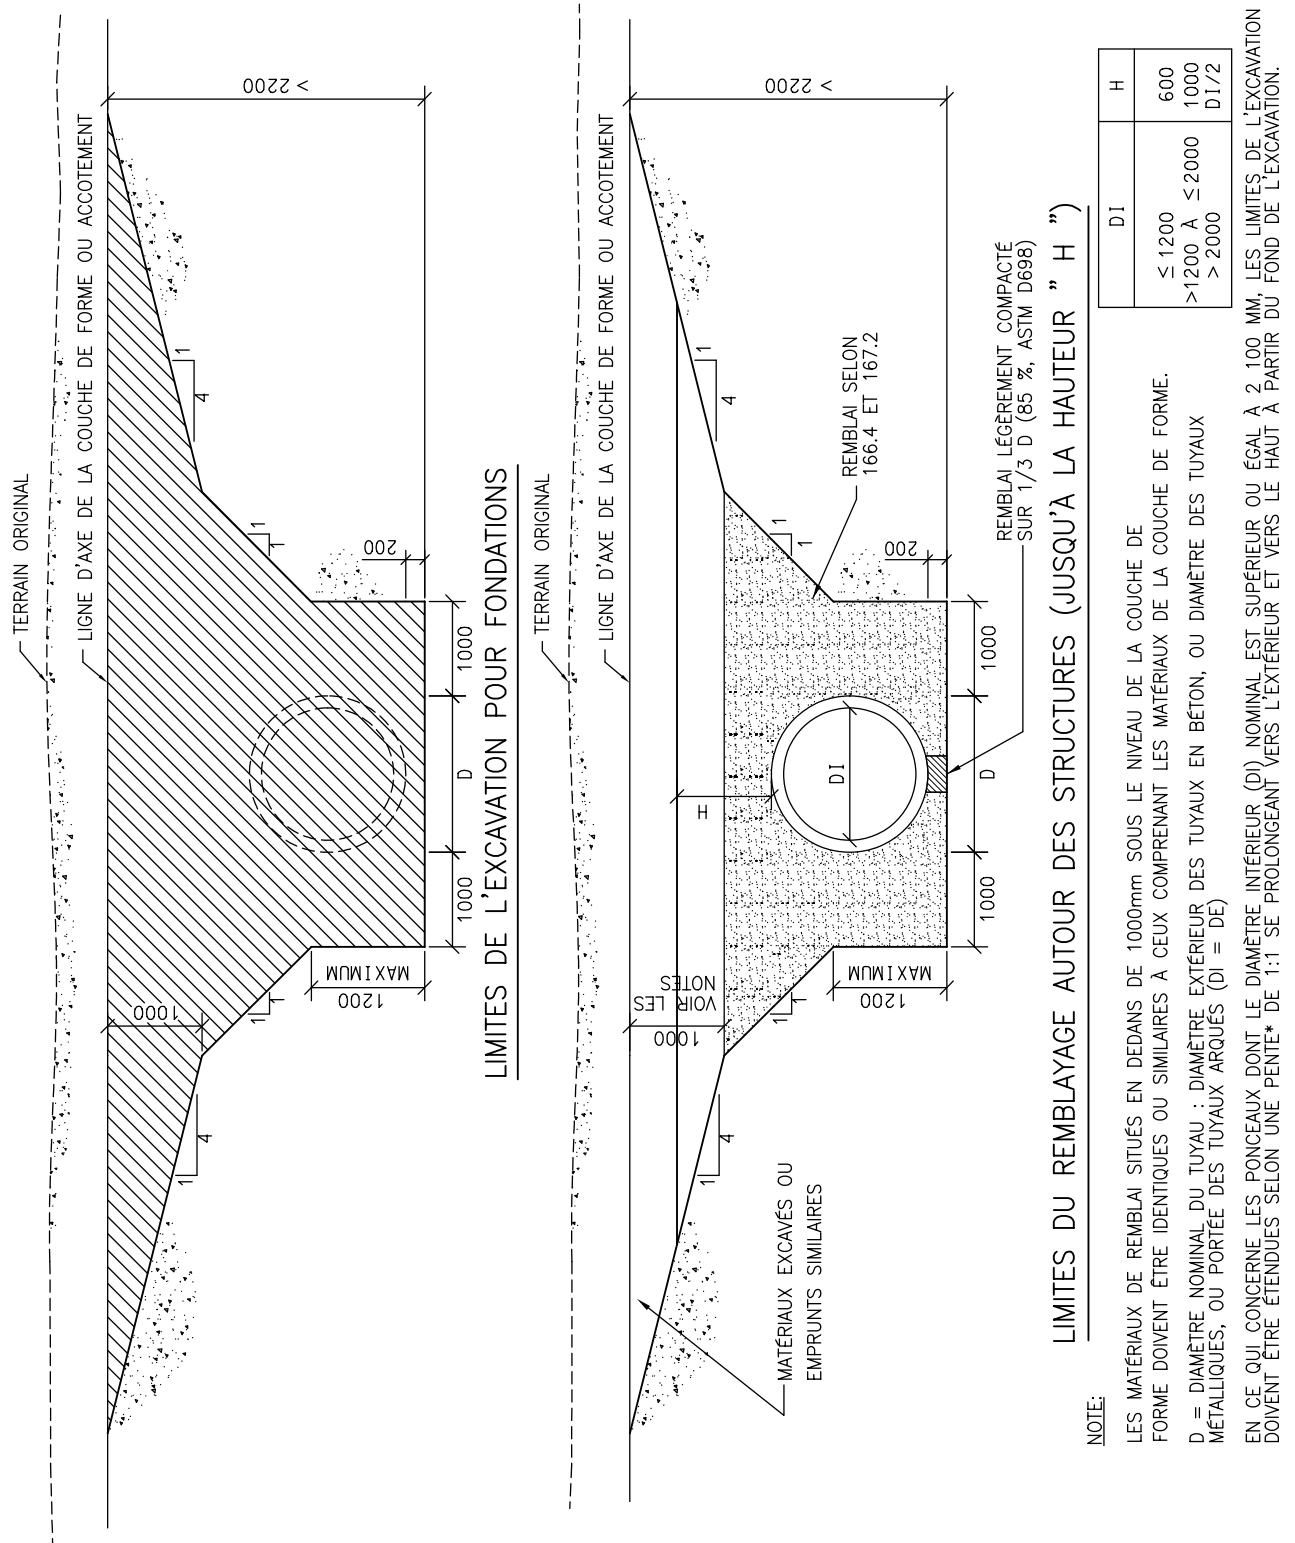 TERRAIN ORIGINAL
LIGNE D'AXE DE LA COUCHE DE FORME OU ACCOTEMENT
> 2200
1000
4
1
4
1
1
1
1
1
200
1200
MAXIMUM
1000
D
1000
LIMITES DE L'EXCAVATION POUR FONDATIONS
TERRAIN ORIGINAL
LIGNE D'AXE DE LA COUCHE DE FORME OU ACCOTEMENT
> 2200
1000
VOIR LES
NOTES
H
4
1
4
1
1
1
1
1
200
DI
1200
MAXIMUM
1000
D
1000
MATÉRIAUX EXCAVÉS OU
EMPRUNTS SIMILAIRES
REMBLAI SELON
166.4 ET 167.2
REMBLAI LÉGÈREMENT COMPACTÉ
SUR 1/3 D (85 %, ASTM D698)
LIMITES DU REMBLAYAGE AUTOUR DES STRUCTURES (JUSQU'À LA HAUTEUR " H ")
NOTE:
LES MATÉRIAUX DE REMBLAI SITUÉS EN DEDANS DE 1000mm SOUS LE NIVEAU DE LA COUCHE DE
FORME DOIVENT ÊTRE IDENTIQUES OU SIMILAIRES À CEUX COMPRENANT LES MATÉRIAUX DE LA COUCHE DE FORME.
D = DIAMÈTRE NOMINAL DU TUYAU : DIAMÈTRE EXTÉRIEUR DES TUYAUX EN BÉTON, OU DIAMÈTRE DES TUYAUX
MÉTALLIQUES, OU PORTÉE DES TUYAUX ARQUÉS (DI = DE)
EN CE QUI CONCERNE LES PONCEAUX DONT LE DIAMÈTRE INTÉRIEUR (DI) NOMINAL EST SUPÉRIEUR OU ÉGAL À 2 100 MM, LES LIMITES DE L'EXCAVATION
DOIVENT ÊTRE ÉTENDUES SELON UNE PENTE* DE 1:1 SE PROLONGEANT VERS L'EXTÉRIEUR ET VERS LE HAUT À PARTIR DU FOND DE L'EXCAVATION.
DI H
≤ 1200 600
>1200 À ≤ 2000 1000
> 2000 DI/2